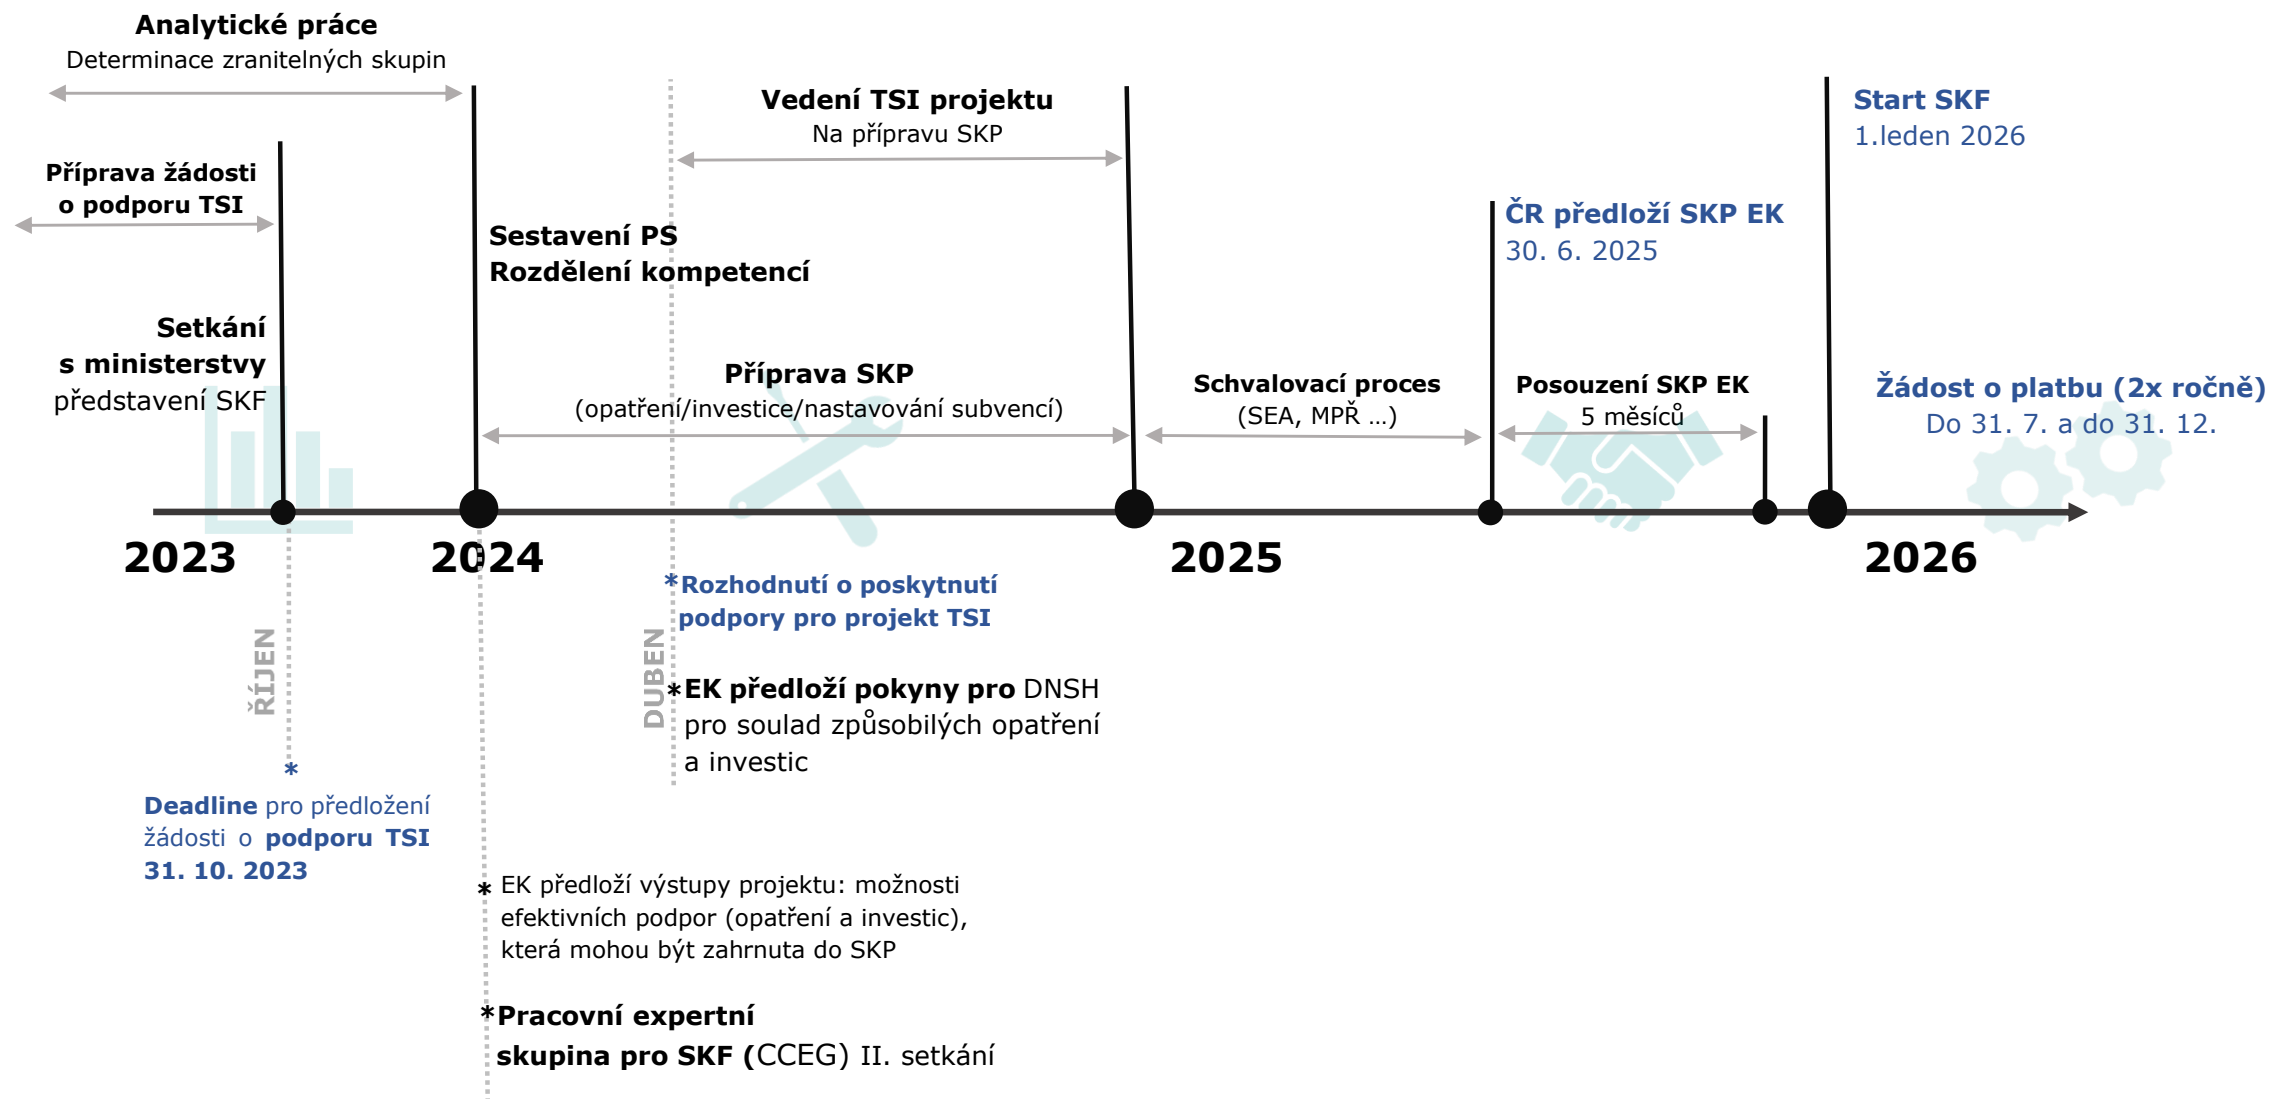 Analytické práce
Determinace zranitelných skupin
Příprava žádosti
o podporu TSI
Setkání
s ministerstvy
představení SKF
Sestavení PS
Rozdělení kompetencí
Vedení TSI projektu
Na přípravu SKP
Příprava SKP
(opatření/investice/nastavování subvencí)
Schvalovací proces
(SEA, MPŘ …)
ČR předloží SKP EK
30. 6. 2025
Posouzení SKP EK
5 měsíců
Start SKF
1.leden 2026
Žádost o platbu (2x ročně)
Do 31. 7. a do 31. 12.
2023
2024
2025
2026
ŘÍJEN
*
Deadline pro předložení
žádosti o podporu TSI
31. 10. 2023
DUBEN
*Rozhodnutí o poskytnutí
podpory pro projekt TSI
*EK předloží pokyny pro DNSH
pro soulad způsobilých opatření
a investic
* EK předloží výstupy projektu: možnosti
efektivních podpor (opatření a investic),
která mohou být zahrnuta do SKP
*Pracovní expertní
skupina pro SKF (CCEG) II. setkání